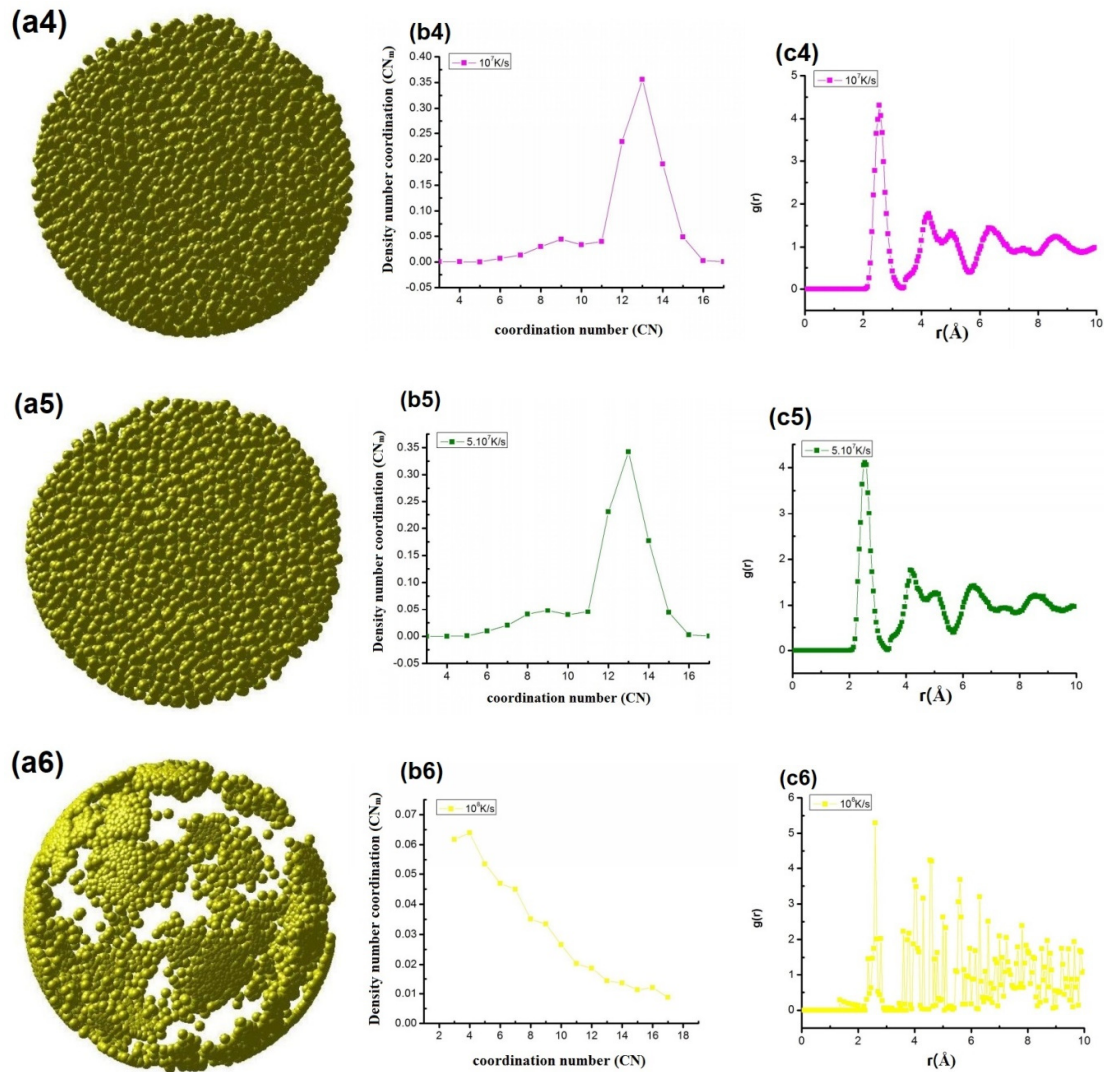 (a4)
(b4)
Density number coordination (CNm)
0.40
0.35
0.30
0.25
0.20
0.15
0.10
0.05
0.00
-0.05
10⁷K/s
4 6 8 10 12 14 16
coordination number (CN)
(c4)
g(r)
5
4
3
2
1
0
10⁷K/s
0 2 4 6 8 10
r(Å)
(a5)
(b5)
Density number coordination (CNm)
0.35
0.30
0.25
0.20
0.15
0.10
0.05
0.00
-0.05
5.10⁷K/s
4 6 8 10 12 14 16
coordination number (CN)
(c5)
g(r)
4
3
2
1
0
5.10⁷K/s
0 2 4 6 8 10
r(Å)
(a6)
(b6)
Density number coordination (CNm)
0.07
0.06
0.05
0.04
0.03
0.02
0.01
0.00
10⁸K/s
2 4 6 8 10 12 14 16 18
coordination number (CN)
(c6)
g(r)
6
5
4
3
2
1
0
10⁸K/s
0 2 4 6 8 10
r(Å)